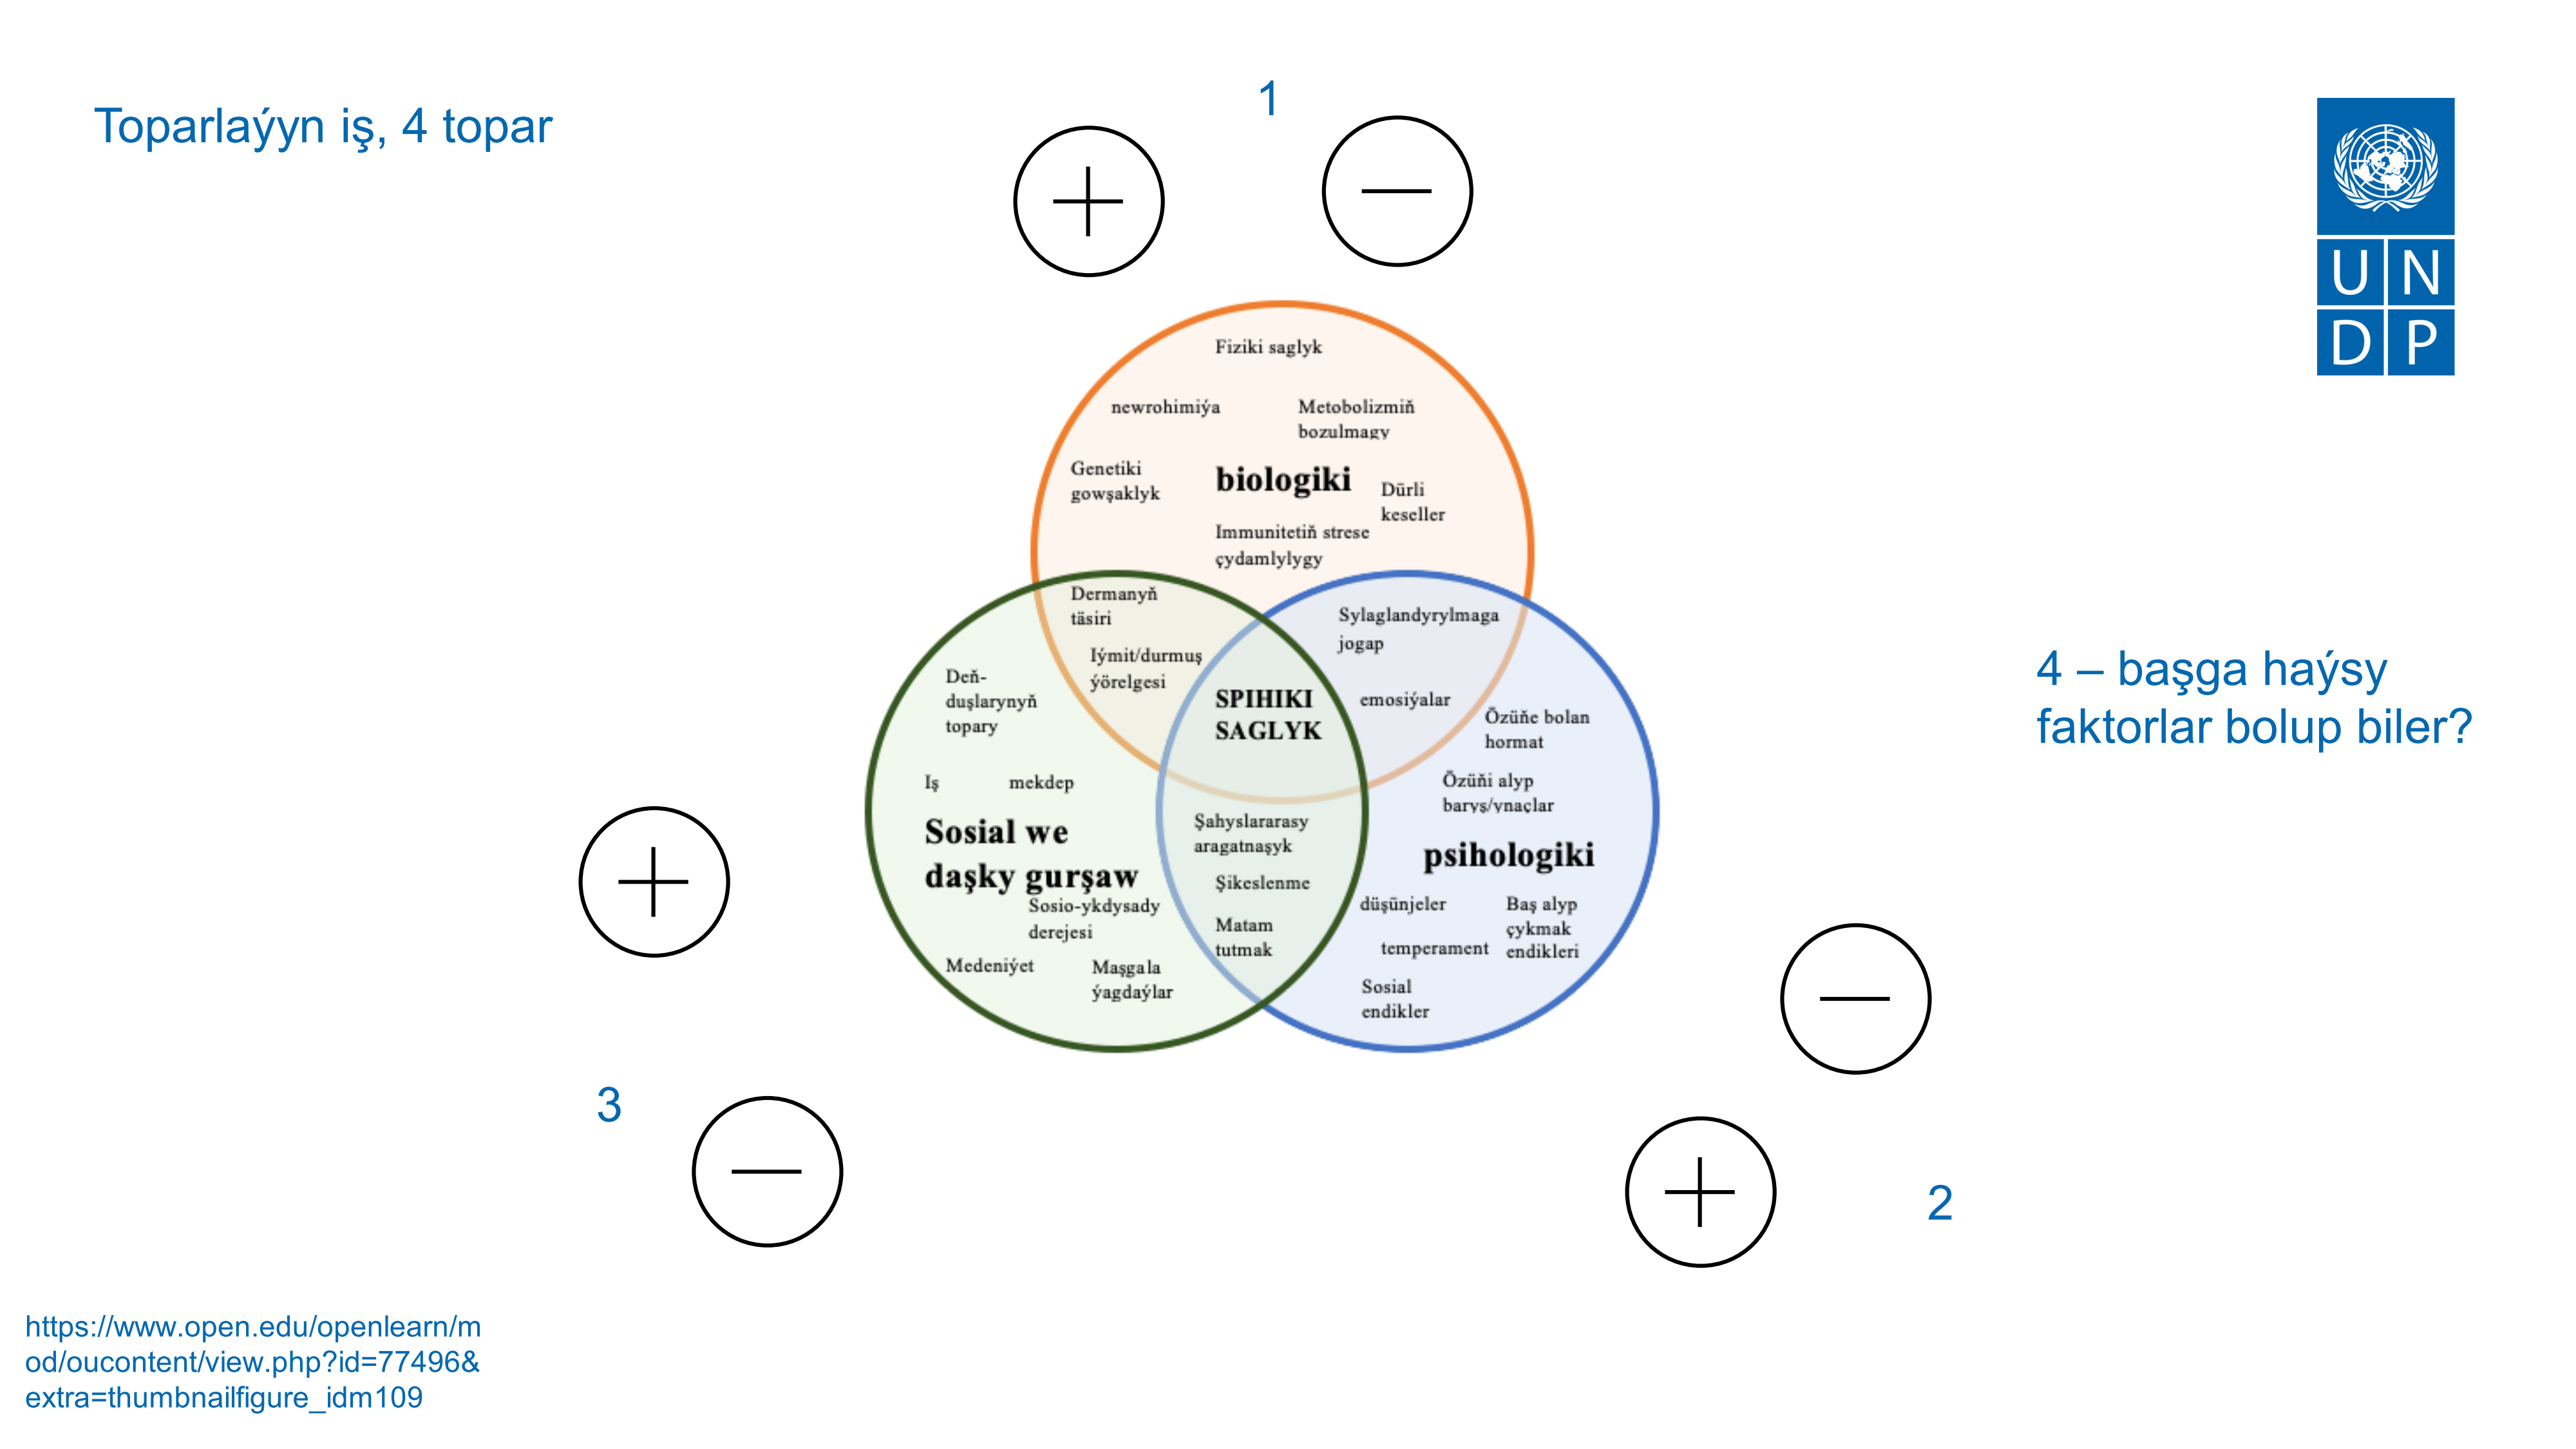 Toparlaýyn iş, 4 topar
1
U N
D P
Fiziki saglyk
newrohimiýa
Metobolizmiň
bozulmagy
Genetiki
gowşaklyk
biologiki
Dürli
keseller
Immunitetiň strese
çydamlylygy
Dermanyň
täsiri
Iýmit/durmuş
ýörelgesi
Sylaglandyrylmaga
jogap
emosiýalar
SPIHIKI
SAGLYK
Deň-
duşlarynyň
topary
Iş
mekdep
Sosial we
daşky gurşaw
Sosio-ykdysady
derejesi
Medeniýet
Maşgala
ýagdaýlar
Şahyslararasy
aragatnaşyk
Şikeslenme
Matam
tutmak
Özüňe bolan
hormat
Özüňi alyp
baryş/ynaçlar
psihologiki
düşünjeler
Baş alyp
çykmak
endikleri
temperament
Sosial
endikler
4 – başga haýsy
faktorlar bolup biler?
3
2
https://www.open.edu/openlearn/m
od/oucontent/view.php?id=77496&
extra=thumbnailfigure_idm109